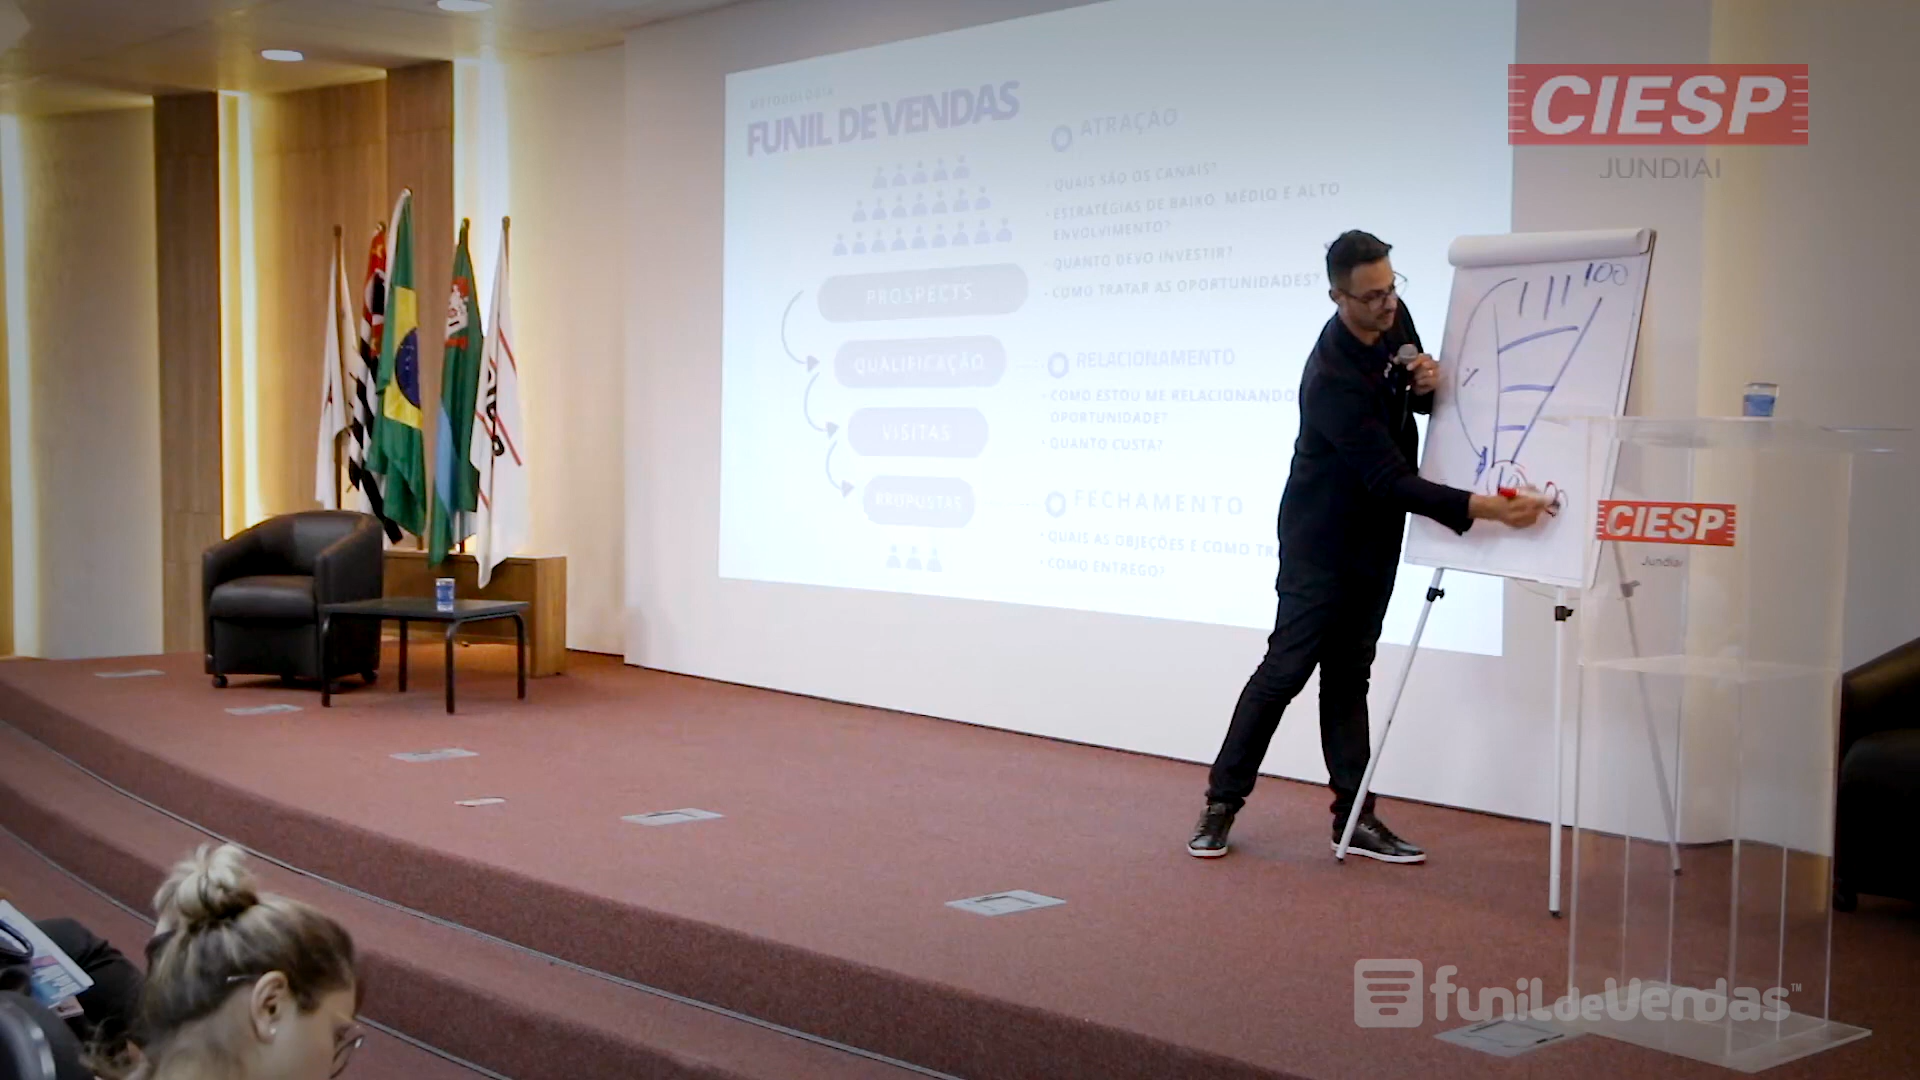 METODOLOGIA
FUNIL DE VENDAS
PROSPECTS
QUALIFICAÇÃO
VISITAS
PROPOSTAS
ATRAÇÃO
• QUAIS SÃO OS CANAIS?
• ESTRATÉGIAS DE BAIXO, MÉDIO E ALTO
ENVOLVIMENTO?
• QUANTO DEVO INVESTIR?
• COMO TRATAR AS OPORTUNIDADES?
RELACIONAMENTO
• COMO ESTOU ME RELACIONANDO
OPORTUNIDADE?
• QUANTO CUSTA?
FECHAMENTO
• QUAIS AS OBJEÇÕES E COMO TR
• COMO ENTREGO?
100
%
CIESP
JUNDIAI
CIESP
Jundiaí
funildeVendas™